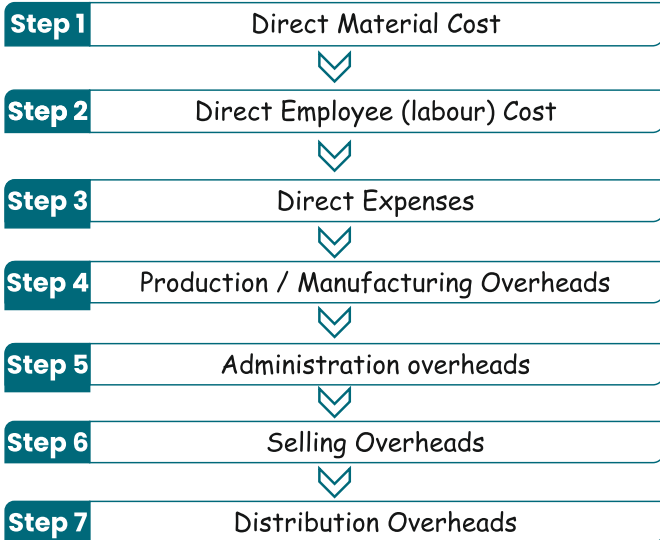 Step 1 Direct Material Cost
Step 2 Direct Employee (labour) Cost
Step 3 Direct Expenses
Step 4 Production / Manufacturing Overheads
Step 5 Administration overheads
Step 6 Selling Overheads
Step 7 Distribution Overheads